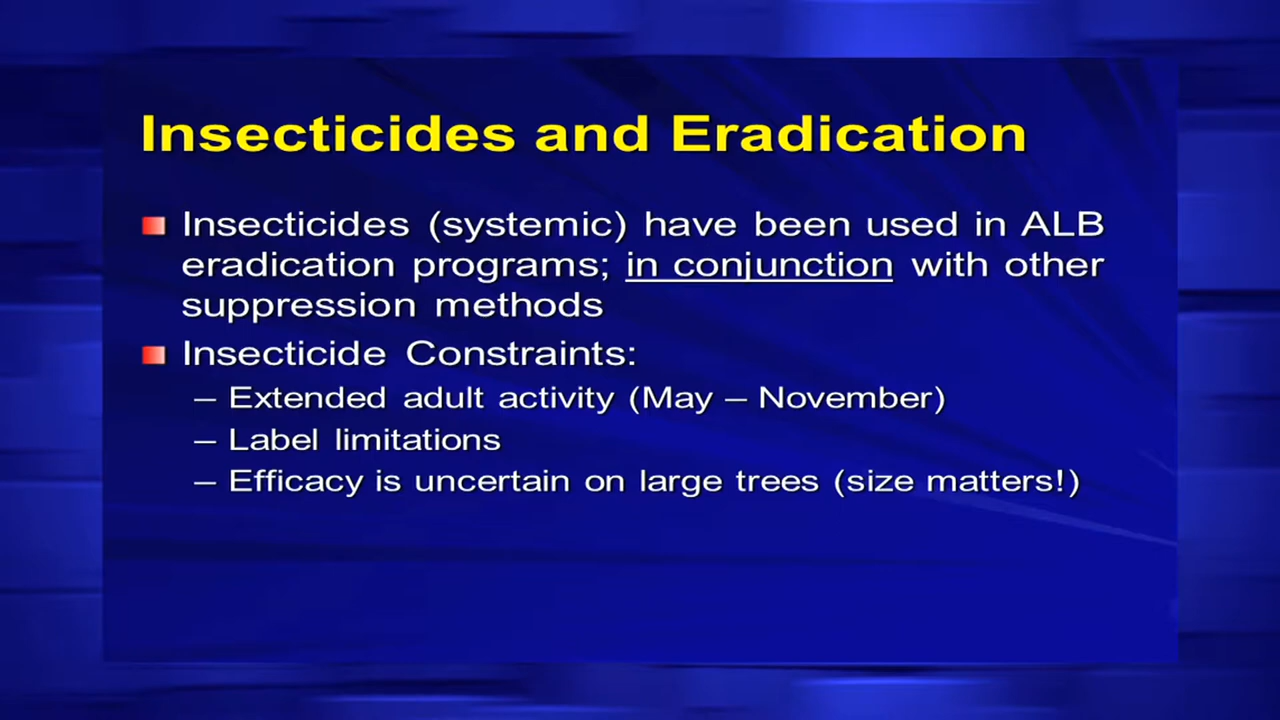 Insecticides and Eradication
Insecticides (systemic) have been used in ALB
eradication programs; in conjunction with other
suppression methods
Insecticide Constraints:
– Extended adult activity (May – November)
– Label limitations
– Efficacy is uncertain on large trees (size matters!)